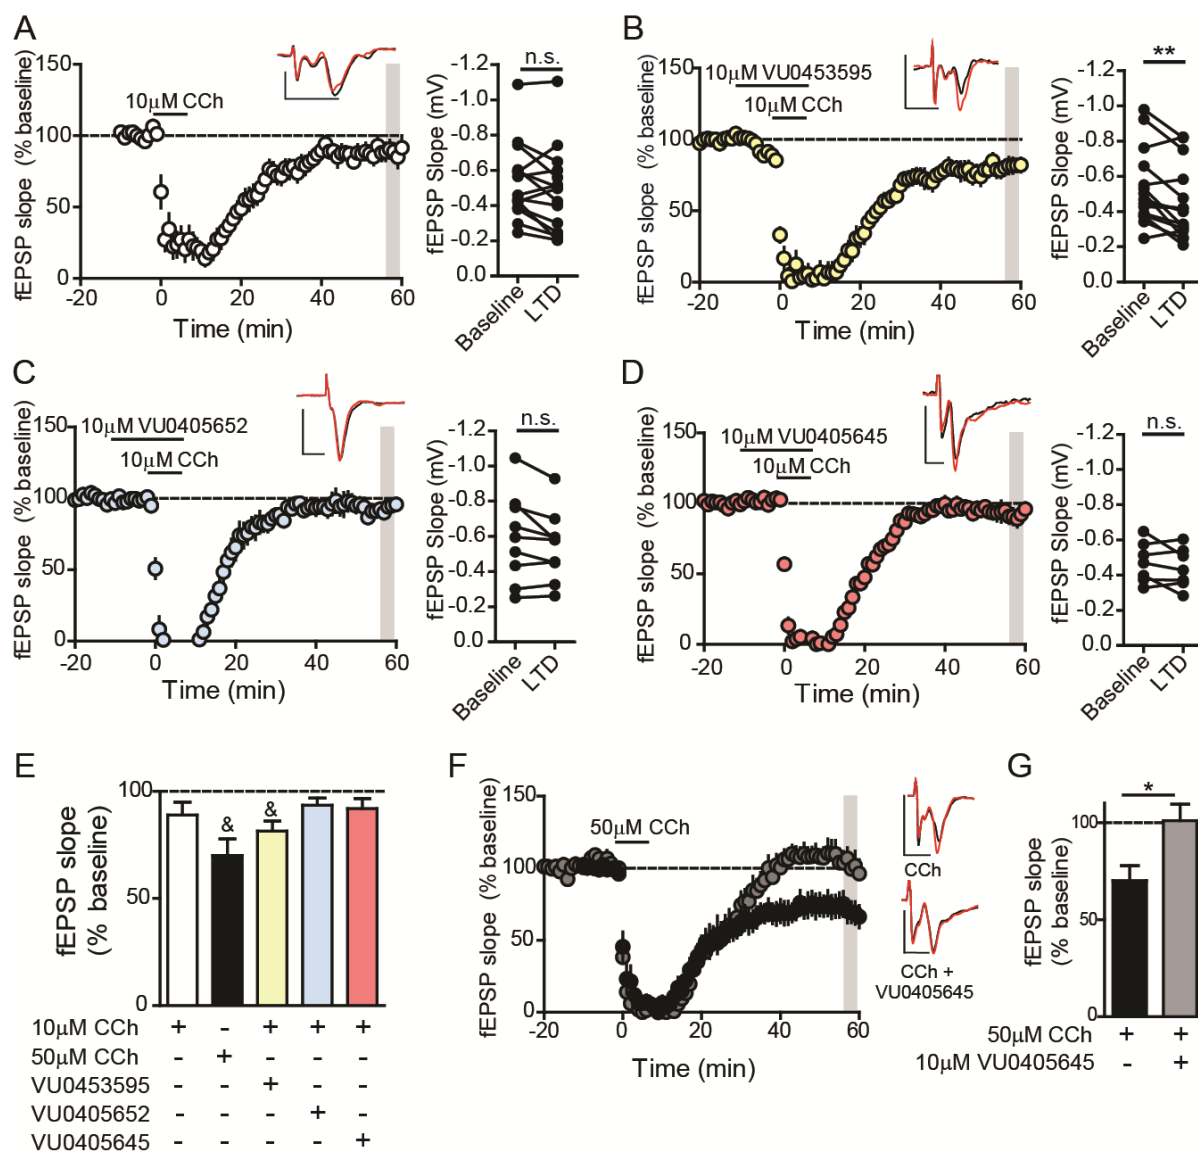 A
fEPSP slope (% baseline)
150
100
50
0
10µM CCh
0
20
40
60
Time (min)
fEPSP Slope (mV)
-1.2
-1.0
-0.8
-0.6
-0.4
-0.2
0.0
n.s.
Baseline
LTD
B
fEPSP slope (% baseline)
150
100
50
0
10µM VU0453595
10µM CCh
-20
0
20
40
60
Time (min)
fEPSP Slope (mV)
-1.2
-1.0
-0.8
-0.6
-0.4
-0.2
0.0
**
Baseline
LTD
C
fEPSP slope (% baseline)
150
100
50
0
10µM VU0405652
10µM CCh
-20
0
20
40
60
Time (min)
fEPSP Slope (mV)
-1.2
-1.0
-0.8
-0.6
-0.4
-0.2
0.0
n.s.
Baseline
LTD
D
fEPSP slope (% baseline)
150
100
50
0
10µM VU0405645
10µM CCh
-20
0
20
40
60
Time (min)
fEPSP Slope (mV)
-1.2
-1.0
-0.8
-0.6
-0.4
-0.2
0.0
n.s.
Baseline
LTD
E
fEPSP slope
(% baseline)
100
50
0
&
&
10µM CCh + - + + +
50µM CCh - + - - -
VU0453595 - - + - -
VU0405652 - - - + -
VU0405645 - - - - +
F
fEPSP slope (% baseline)
150
100
50
0
50µM CCh
-20
0
20
40
60
Time (min)
CCh
CCh +
VU0405645
G
fEPSP slope
(% baseline)
100
50
0
*
50µM CCh + +
10µM VU0405645 - +